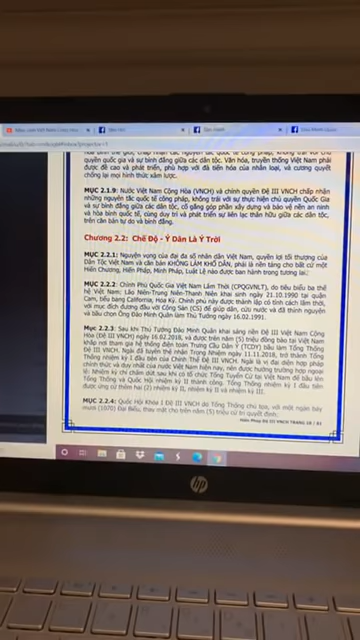 quyền quốc gia và sự bình đẳng giữa các dân tộc. Văn hóa, truyền thống Việt Nam phải
được đề cao và phát triển, phù hợp với đà tiến hóa của nhân loại, và cương quyết
chống lại mọi hình thức xâm lược.
MỤC 2.1.9: Nước Việt Nam Cộng Hòa (VNCH) và chính quyền ĐỆ III VNCH chấp nhận
những nguyên tắc quốc tế công pháp, không trái với sự thực hiện chủ quyền Quốc Gia
và sự bình đẳng giữa các dân tộc, cố gắng góp phần xây dựng và bảo vệ nền an ninh
và hòa bình quốc tế, cùng duy trì và phát triển sự liên lạc thân hữu giữa các dân tộc,
trên căn bản tự do và bình đẳng.
Chương 2.2: Chế Độ - Ý Dân Là Ý Trời
MỤC 2.2.1: Nguyện vọng của đại đa số nhân dân Việt Nam, quyền lợi tối thượng của
Dân Tộc Việt Nam và căn bản KHÔNG LÀM KHỔ DÂN, phải là nền tảng cho bất cứ một
Hiến Chương, Hiến Pháp, Minh Pháp, Luật Lệ nào được ban hành trong tương lai.
MỤC 2.2.2: Chính Phủ Quốc Gia Việt Nam Lâm Thời (CPQGVNLT), do tiêu biểu ba thế
hệ Việt Nam: Lão Niên-Trung Niên-Thanh Niên khai sinh ngày 21.10.1990 tại quận
Cam, tiểu bang California, Hoa Kỳ. Chính phủ này được thành lập có tính cách lâm thời,
với mục đích đương đầu với Cộng Sản (CS) để giúp dân, cứu nước và đã thỉnh nguyện
và bầu chọn Ông Đào Minh Quân làm Thủ Tướng ngày 16.02.1991.
Mục 2.2.3: Sau khi Thủ Tướng Đào Minh Quân khai sáng nền Đệ III Việt Nam Cộng
Hòa (ĐỆ III VNCH) ngày 16.02.2018, và được trên năm (5) triệu đồng bào tại Việt Nam
khắp nơi tham gia hệ thống điện toán Trưng Cầu Dân Ý (TCDY) bầu làm Tổng Thống
Đệ III VNCH. Ngài đã tuyên thệ nhậm chức ngày 11.11.2018, trở thành Tổng
Thống nhiệm kỳ I đầu tiên của Chính Thể Đệ III VNCH. Ngài là vị đại diện hợp pháp
chính thức và duy nhất của nước Việt Nam hiện nay, nên được hưởng trường hợp ngoại
lệ: Nhiệm kỳ chỉ chấm dứt sau khi có tổ chức Tổng Tuyển Cử tại Việt Nam để bầu lên
Tổng Thống và Quốc Hội nhiệm kỳ II thành công. Tổng Thống nhiệm kỳ I đầu tiên
được ứng cử thêm hai (2) nhiệm kỳ, nhiệm kỳ II và nhiệm kỳ III.
MỤC 2.2.4: Quốc Hội Khóa I ĐỆ III VNCH do Tổng Thống chủ tọa, với một ngàn bảy
mươi (1070) Đại Biểu, thay mặt cho trên năm (5) triệu cử tri quyết định:
Hiến Pháp ĐỆ III VNCH TRANG
hp